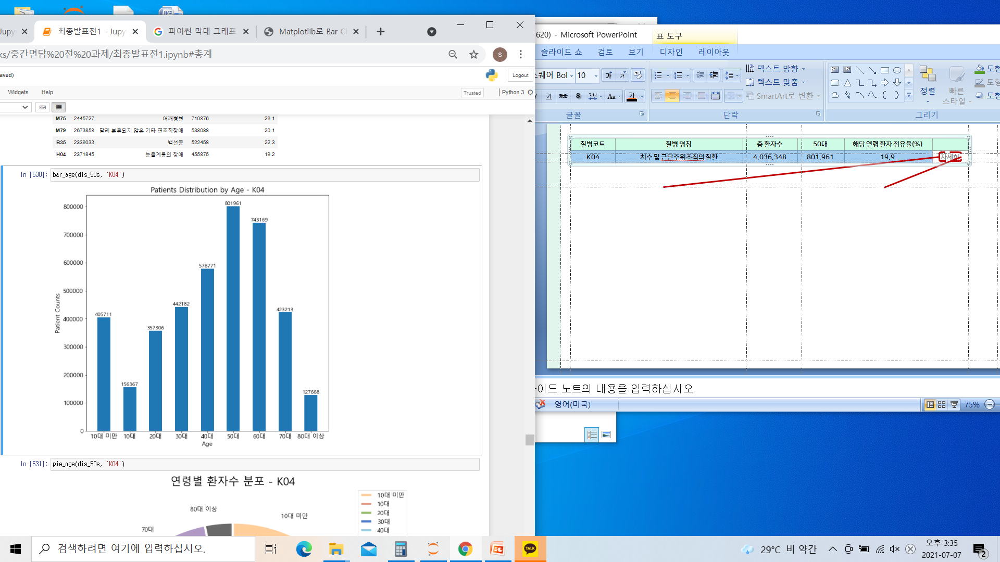 Jupy
최종발표전1 - Jupy
파이썬 막대 그래프
Matplotlib로 Bar Ch
ks/중간면담%20전%20과제/최종발표전1.ipynb#총계
S
aved)
Logout
Widgets
Help
Trusted
Python 3
M75 2445727 어깨병변 710876 29.1
M79 2673858 달리 분류되지 않은 기타 연조직장애 538088 20.1
B35 2339033 백선증 522458 22.3
H04 2371845 눈물계통의 장애 455875 19.2
In [530]: bar_age(dis_50s, 'K04')
Patients Distribution by Age - K04
Patient Counts
800000
700000
600000
500000
400000
300000
200000
100000
0
405711
156367
357306
442182
578771
801961
743169
423213
127668
10대 미만 10대 20대 30대 40대 50대 60대 70대 80대 이상
Age
In [531]: pie_age(dis_50s, 'K04')
연령별 환자수 분포 - K04
80대 이상
10대 미만
70대
10대 미만
10대
20대
30대
40대
620) - Microsoft PowerPoint
표 도구
슬라이드 쇼 검토 보기 디자인 레이아웃
스퀘어 Bol 10
가 가
가 가 S 간 Aa 가
텍스트 방향
텍스트 맞춤
SmartArt로 변환
정렬
빠른
스타일
도형
도형
도형
글꼴
단락
그리기
질병코드 질병 명칭 총 환자수 50대 해당 연령 환자 점유율(%)
K04 치수 및 근단주위조직의 질환 4,036,348 801,961 19.9 자세히
이드 노트의 내용을 입력하십시오
영어(미국)
75%
검색하려면 여기에 입력하십시오.
TALK
29°C 비 약간
오후 3:35
2021-07-07
2